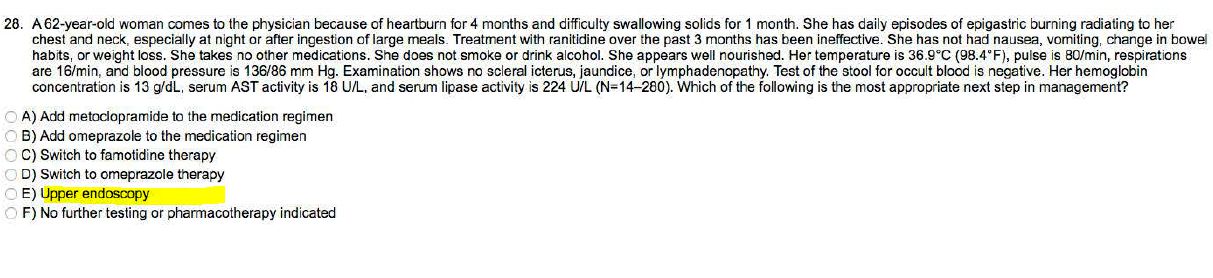 28. A 62-year-old woman comes to the physician because of heartburn for 4 months and difficulty swallowing solids for 1 month. She has daily episodes of epigastric burning radiating to her
chest and neck, especially at night or after ingestion of large meals. Treatment with ranitidine over the past 3 months has been ineffective. She has not had nausea, vomiting, change in bowel
habits, or weight loss. She takes no other medications. She does not smoke or drink alcohol. She appears well nourished. Her temperature is 36.9°C (98.4°F), pulse is 80/min, respirations
are 16/min, and blood pressure is 136/86 mm Hg. Examination shows no scleral icterus, jaundice, or lymphadenopathy. Test of the stool for occult blood is negative. Her hemoglobin
concentration is 13 g/dL, serum AST activity is 18 U/L, and serum lipase activity is 224 U/L (N=14–280). Which of the following is the most appropriate next step in management?
A) Add metoclopramide to the medication regimen
B) Add omeprazole to the medication regimen
C) Switch to famotidine therapy
D) Switch to omeprazole therapy
E) Upper endoscopy
F) No further testing or pharmacotherapy indicated